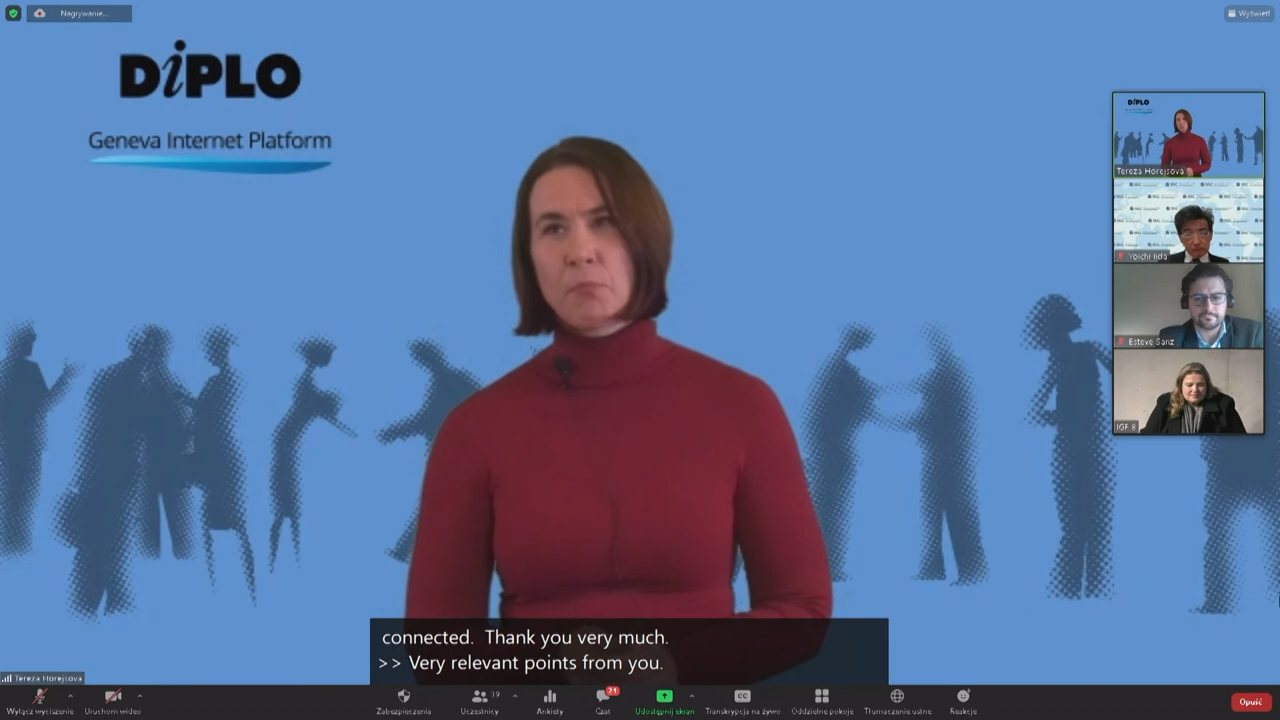 Nagrywanie...
Wyświetl
DiPLO
Geneva Internet Platform
DiPLO
Tereza Horejsova
Yoichi Iida
Esteve Sanz
IGF 8
connected. Thank you very much.
>> Very relevant points from you.
Tereza Horejsova
39
21
CC
Wyłącz wyciszenie
Uruchom wideo
Zabezpieczenia
Uczestnicy
Ankiety
Czat
Udostępnij ekran
Transkrypcja na żywo
Oddzielne pokoje
Tłumaczenie ustne
Reakcje
Opuść